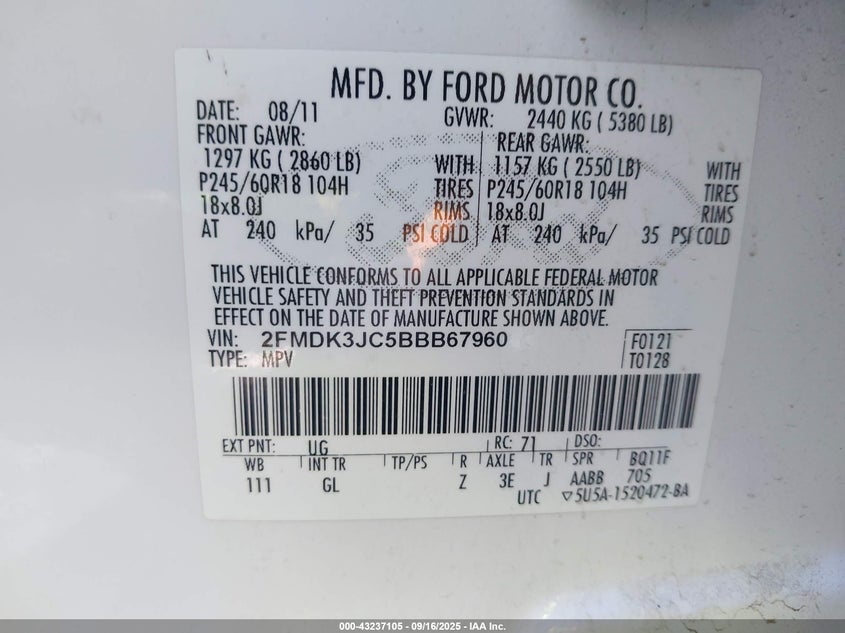 MFD. BY FORD MOTOR CO.
DATE: 08/11 GVWR: 2440 KG ( 5380 LB)
FRONT GAWR: REAR GAWR:
1297 KG ( 2860 LB) WITH 1157 KG ( 2550 LB) WITH
P245/60R18 104H TIRES P245/60R18 104H TIRES
18x8.0J RIMS 18x8.0J RIMS
AT 240 kPa/ 35 PSI COLD AT 240 kPa/ 35 PSI COLD
THIS VEHICLE CONFORMS TO ALL APPLICABLE FEDERAL MOTOR
VEHICLE SAFETY AND THEFT PREVENTION STANDARDS IN
EFFECT ON THE DATE OF MANUFACTURE SHOWN ABOVE.
VIN: 2FMDK3JC5BBB67960 F0121
TYPE: MPV T0128
EXT PNT: UG RC: 71 DSO:
WB INT TR TP/PS R AXLE TR SPR BQ11F
111 GL Z 3E J AABB 705
UTC ▽5U5A-1520472-BA
000-43237105 - 09/16/2025 - IAA Inc.